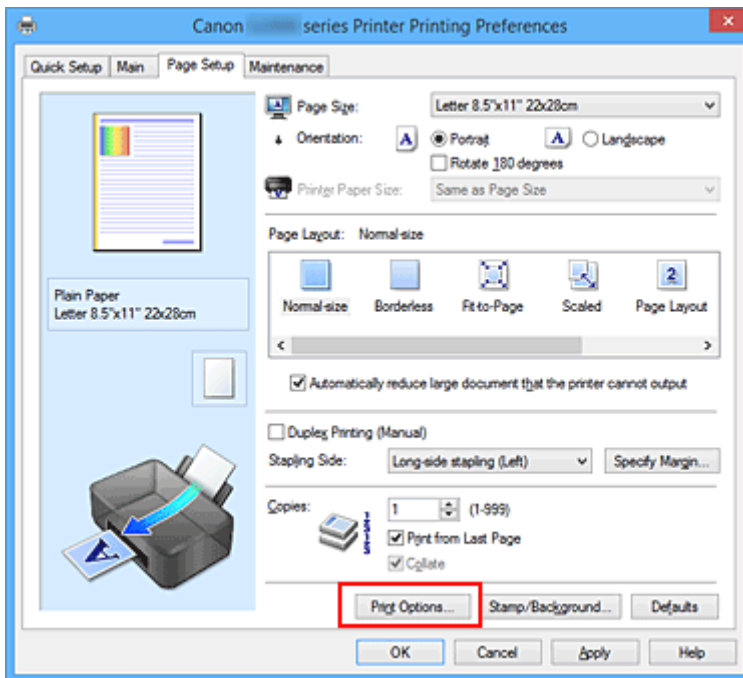 Canon series Printer Printing Preferences
Quick Setup Main Page Setup Maintenance
Page Size: Letter 8.5"x11" 22x28cm
Orientation: A Portrait A Landscape
Rotate 180 degrees
Printer Paper Size: Same as Page Size
Page Layout: Normal-size
2
Normal-size Borderless Fit-to-Page Scaled Page Layout
Plain Paper
Letter 8.5"x11" 22x28cm
Automatically reduce large document that the printer cannot output
Duplex Printing (Manual)
Stapling Side: Long-side stapling (Left) Specify Margin...
Copies: 1 (1-999)
Print from Last Page
Collate
Print Options... Stamp/Background... Defaults
OK Cancel Apply Help